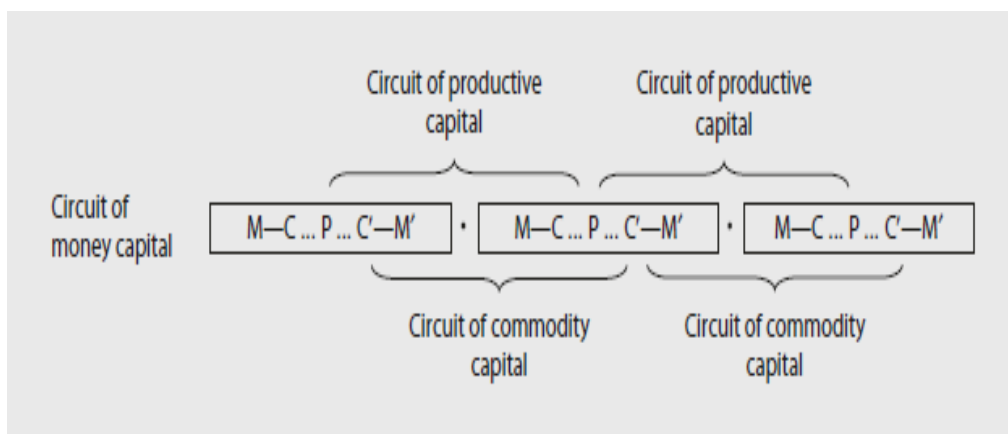 Circuit of productive
capital
Circuit of productive
capital
Circuit of
money capital
M—C ... P ... C′—M′ • M—C ... P ... C′—M′ • M—C ... P ... C′—M′
Circuit of commodity
capital
Circuit of commodity
capital